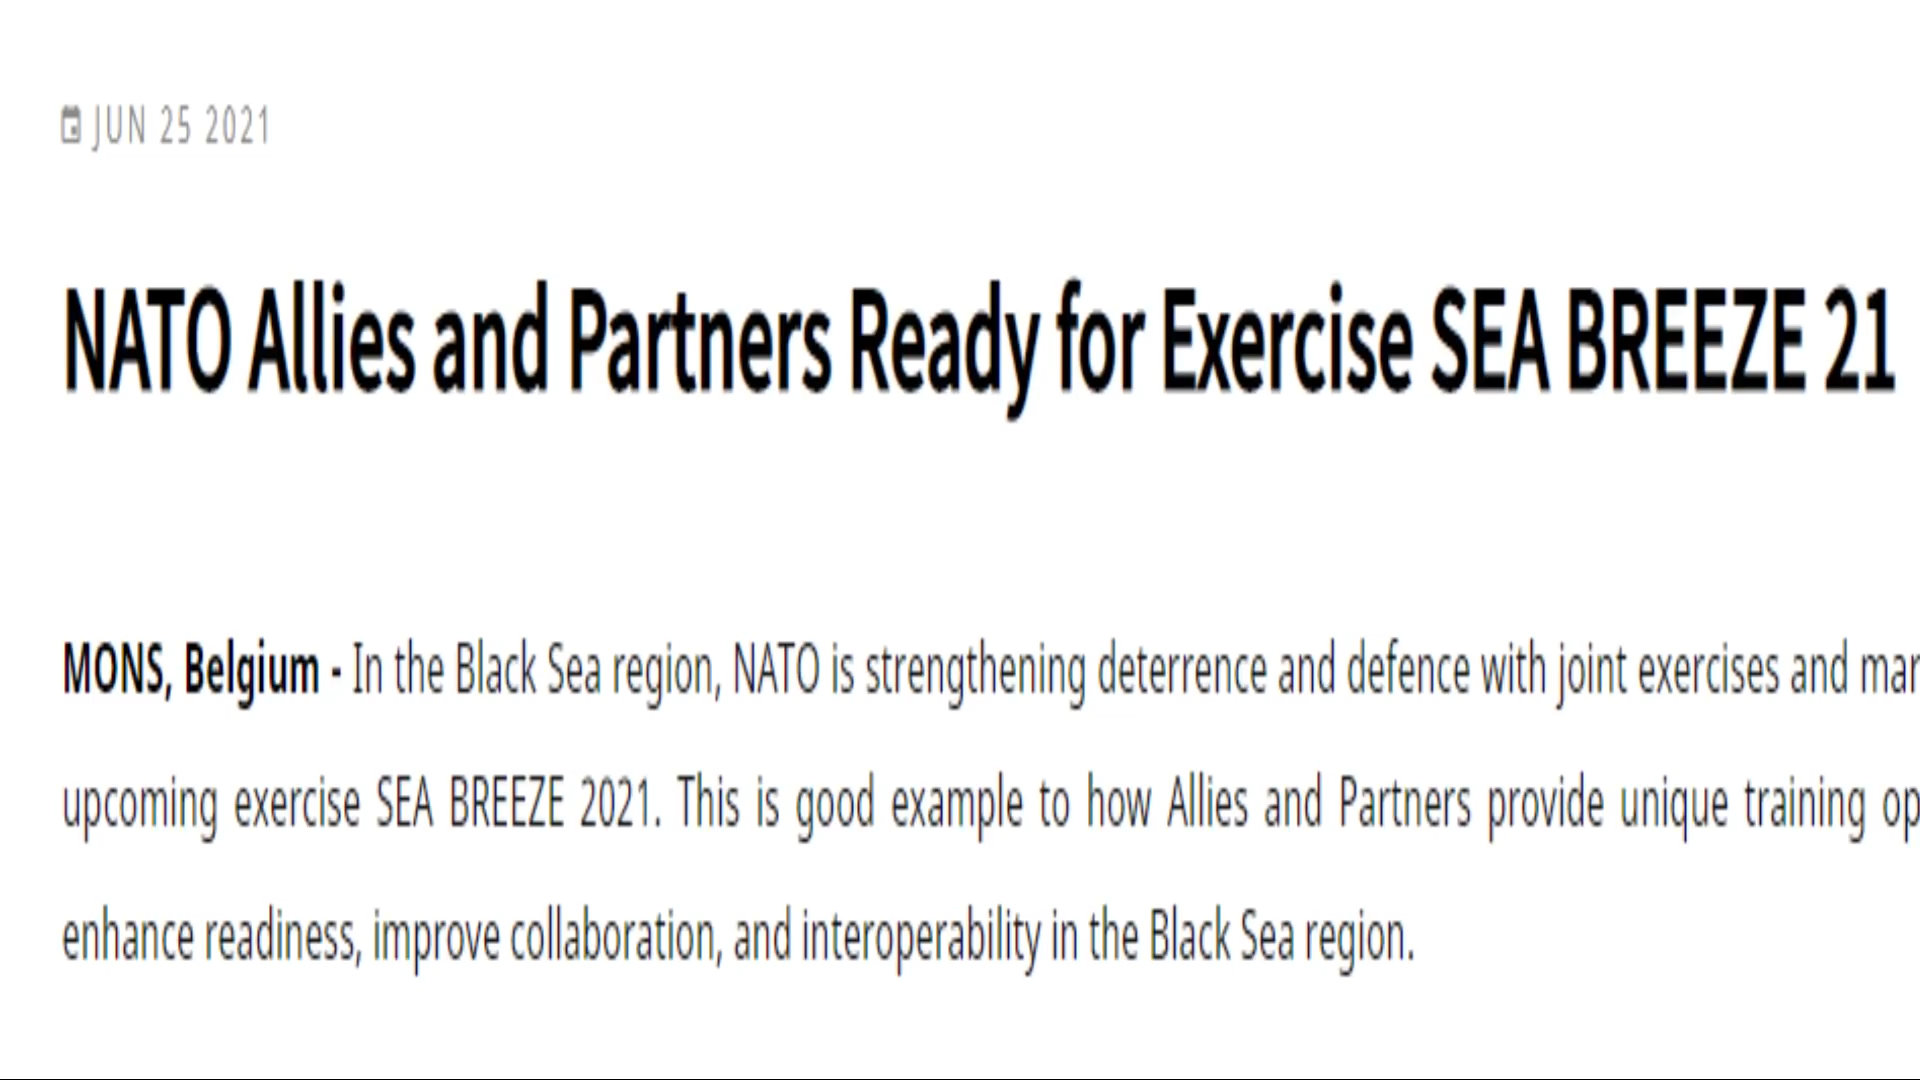 JUN 25 2021
NATO Allies and Partners Ready for Exercise SEA BREEZE 21
MONS, Belgium - In the Black Sea region, NATO is strengthening deterrence and defence with joint exercises and mar
upcoming exercise SEA BREEZE 2021. This is good example to how Allies and Partners provide unique training op
enhance readiness, improve collaboration, and interoperability in the Black Sea region.